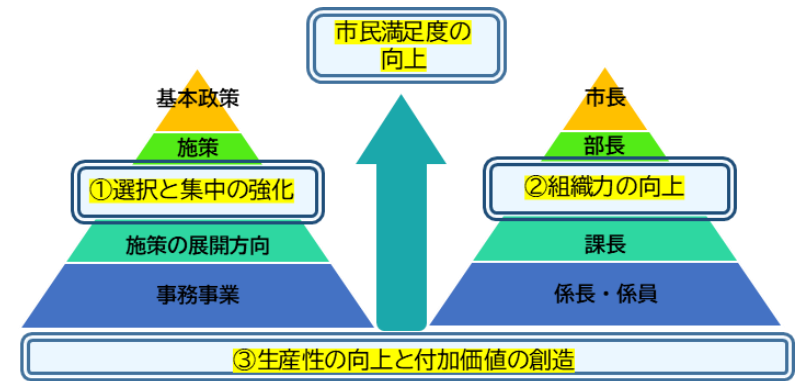 市民満足度の
向上
基本政策
施策
①選択と集中の強化
施策の展開方向
事務事業
市長
部長
②組織力の向上
課長
係長・係員
③生産性の向上と付加価値の創造